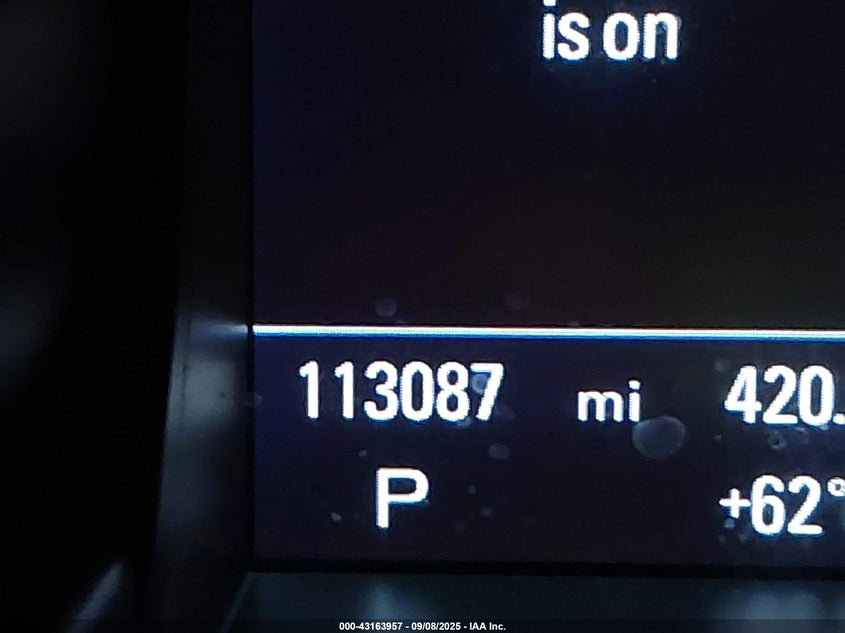 is on
113087 mi 420.
P +62°
000-43163957 - 09/08/2025 - IAA Inc.